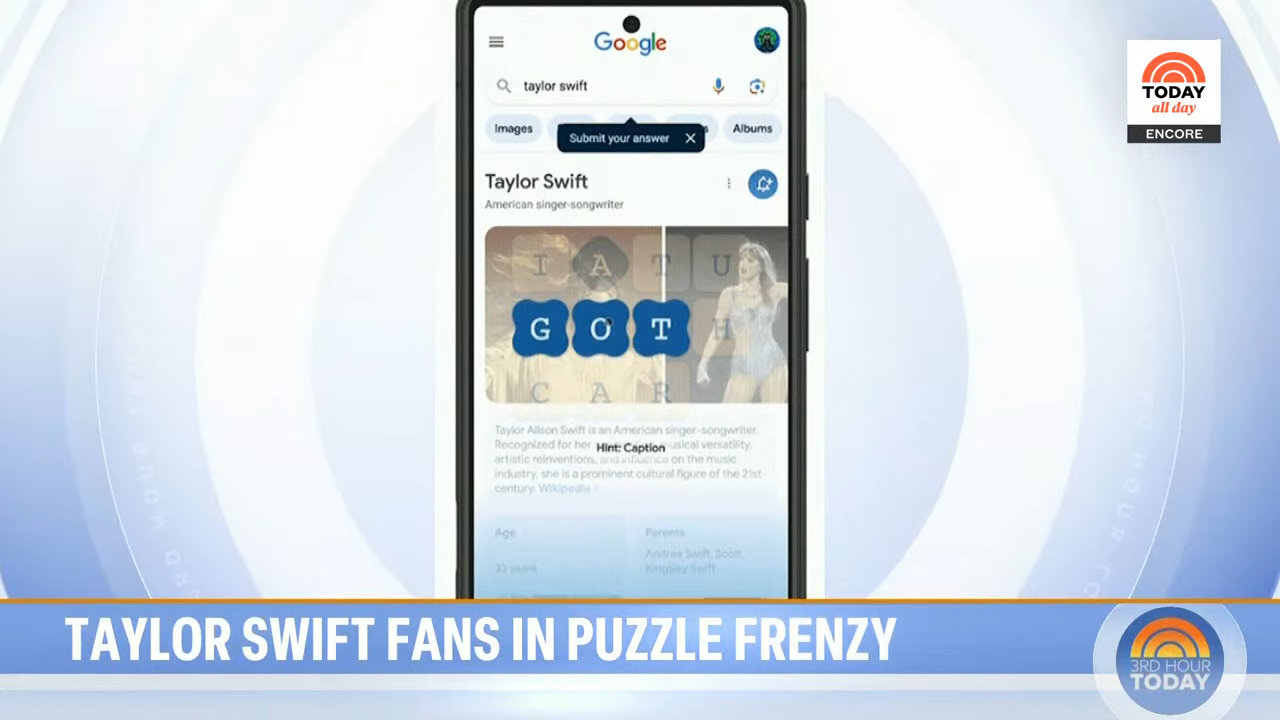 Google
taylor swift
Images
Albums
Submit your answer
Taylor Swift
American singer-songwriter
I A T U
G O T H
C A R
Taylor Alison Swift is an American singer-songwriter.
Recognized for her musical versatility,
Hint: Caption
artistic reinventions, and influence on the music
industry, she is a prominent cultural figure of the 21st
century. Wikipedia
Age
Parents
33 years
Andrea Swift, Scott
Kingsley Swift
TODAY
all day
ENCORE
TAYLOR SWIFT FANS IN PUZZLE FRENZY
3RD HOUR
TODAY